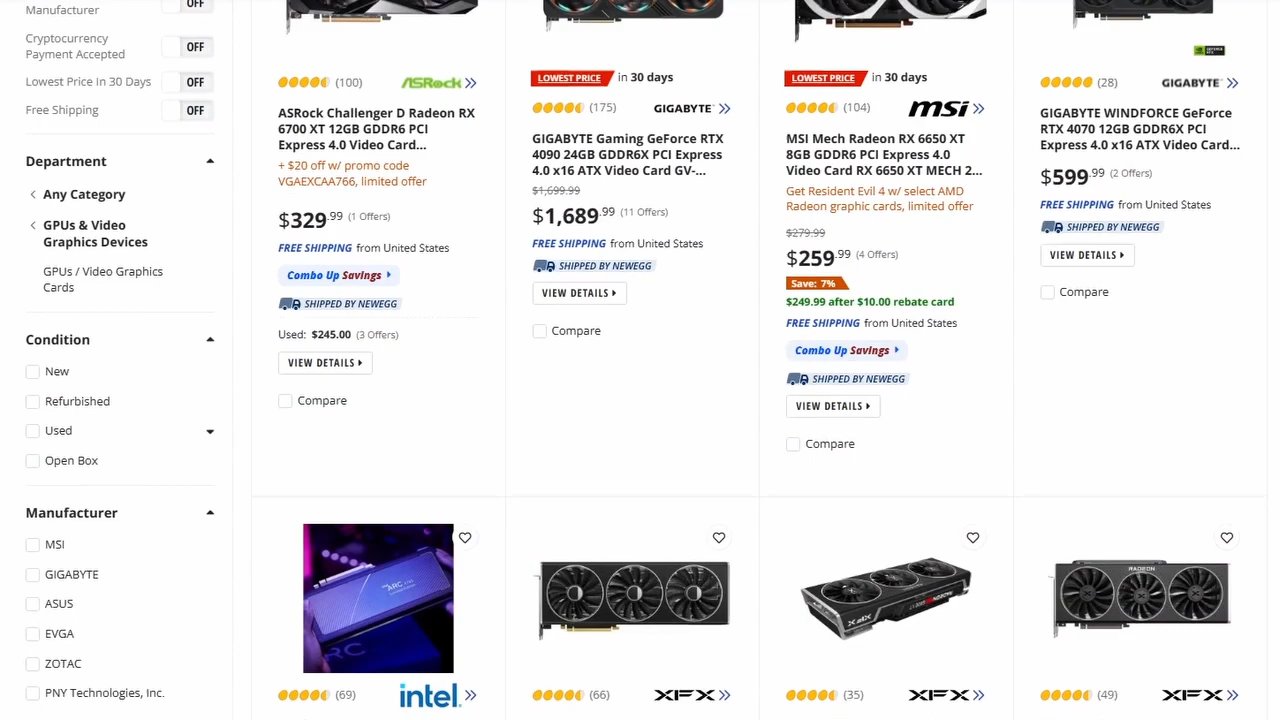 Manufacturer
OFF
Cryptocurrency
Payment Accepted
OFF
Lowest Price In 30 Days
OFF
Free Shipping
OFF
Department
Any Category
GPUs & Video
Graphics Devices
GPUs / Video Graphics
Cards
Condition
New
Refurbished
Used
Open Box
Manufacturer
MSI
GIGABYTE
ASUS
EVGA
ZOTAC
PNY Technologies, Inc.
(100)
ASRock
ASRock Challenger D Radeon RX
6700 XT 12GB GDDR6 PCI
Express 4.0 Video Card...
+ $20 off w/ promo code
VGAEXCAA766, limited offer
$329.99 (1 Offers)
FREE SHIPPING from United States
Combo Up Savings
SHIPPED BY NEWEGG
Used: $245.00 (3 Offers)
VIEW DETAILS
Compare
LOWEST PRICE in 30 days
(175)
GIGABYTE
GIGABYTE Gaming GeForce RTX
4090 24GB GDDR6X PCI Express
4.0 x16 ATX Video Card GV-...
$1,699.99
$1,689.99 (11 Offers)
FREE SHIPPING from United States
SHIPPED BY NEWEGG
VIEW DETAILS
Compare
LOWEST PRICE in 30 days
(104)
msi
MSI Mech Radeon RX 6650 XT
8GB GDDR6 PCI Express 4.0
Video Card RX 6650 XT MECH 2...
Get Resident Evil 4 w/ select AMD
Radeon graphic cards, limited offer
$279.99
$259.99 (4 Offers)
Save: 7%
$249.99 after $10.00 rebate card
FREE SHIPPING from United States
Combo Up Savings
SHIPPED BY NEWEGG
VIEW DETAILS
Compare
(28)
GIGABYTE
GIGABYTE WINDFORCE GeForce
RTX 4070 12GB GDDR6X PCI
Express 4.0 x16 ATX Video Card...
$599.99 (2 Offers)
FREE SHIPPING from United States
SHIPPED BY NEWEGG
VIEW DETAILS
Compare
ARC
(69)
intel.
(66)
XFX
(35)
XFX
RADEON
(49)
XFX